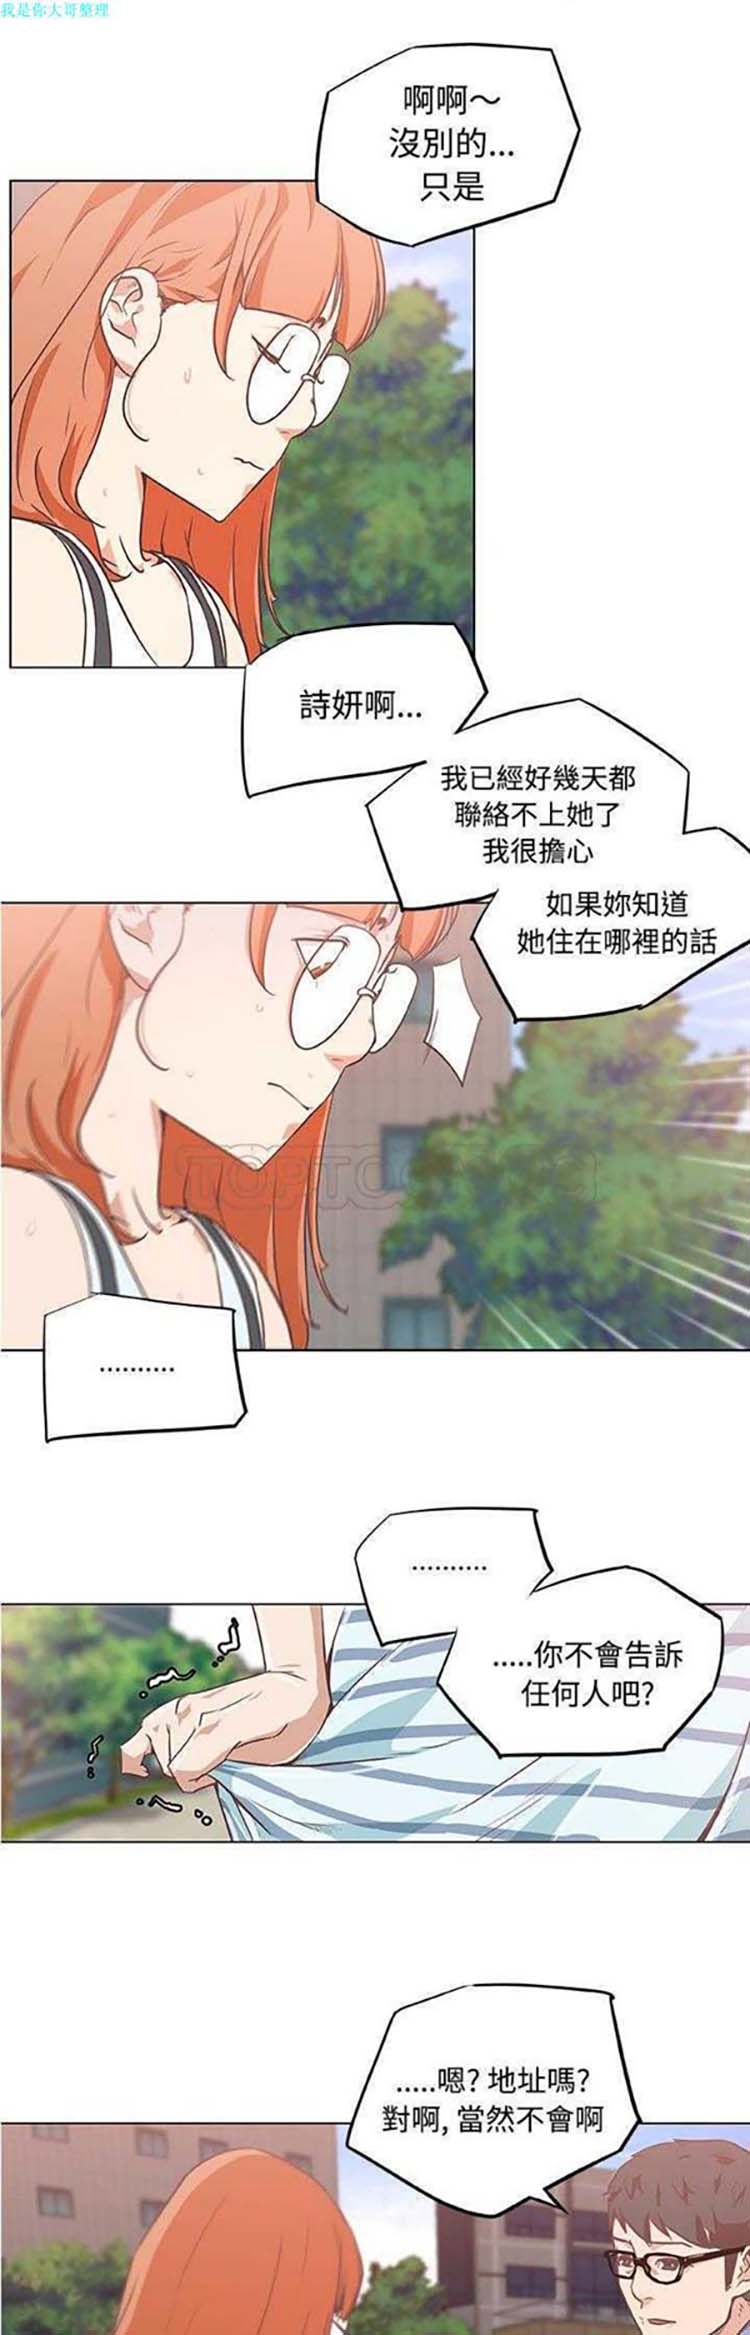 我是你大哥整理
啊啊～
沒別的...
只是
詩妍啊...
我已經好幾天都
聯絡不上她了
我很擔心
如果妳知道
她住在哪裡的話
..........
..........
.....你不會告訴
任何人吧?
.....嗯? 地址嗎?
對啊, 當然不會啊